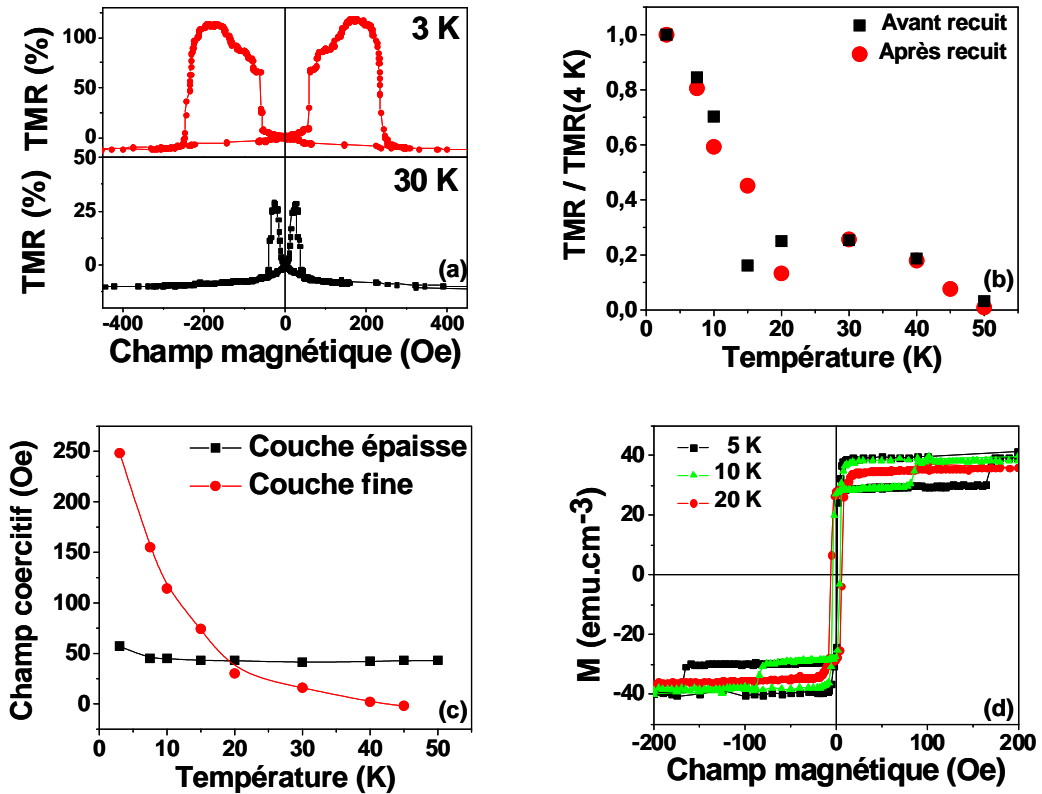 3 K
TMR (%)
100
50
0
30 K
TMR (%)
25
0
(a)
-400 -200 0 200 400
Champ magnétique (Oe)
Avant recuit
Après recuit
TMR / TMR(4 K)
1,0
0,8
0,6
0,4
0,2
0,0
(b)
0 10 20 30 40 50
Température (K)
Couche épaisse
Couche fine
Champ coercitif (Oe)
250
200
150
100
50
0
(c)
0 10 20 30 40 50
Température (K)
5 K
10 K
20 K
M (emu.cm-3)
40
20
0
-20
-40
(d)
-200 -100 0 100 200
Champ magnétique (Oe)